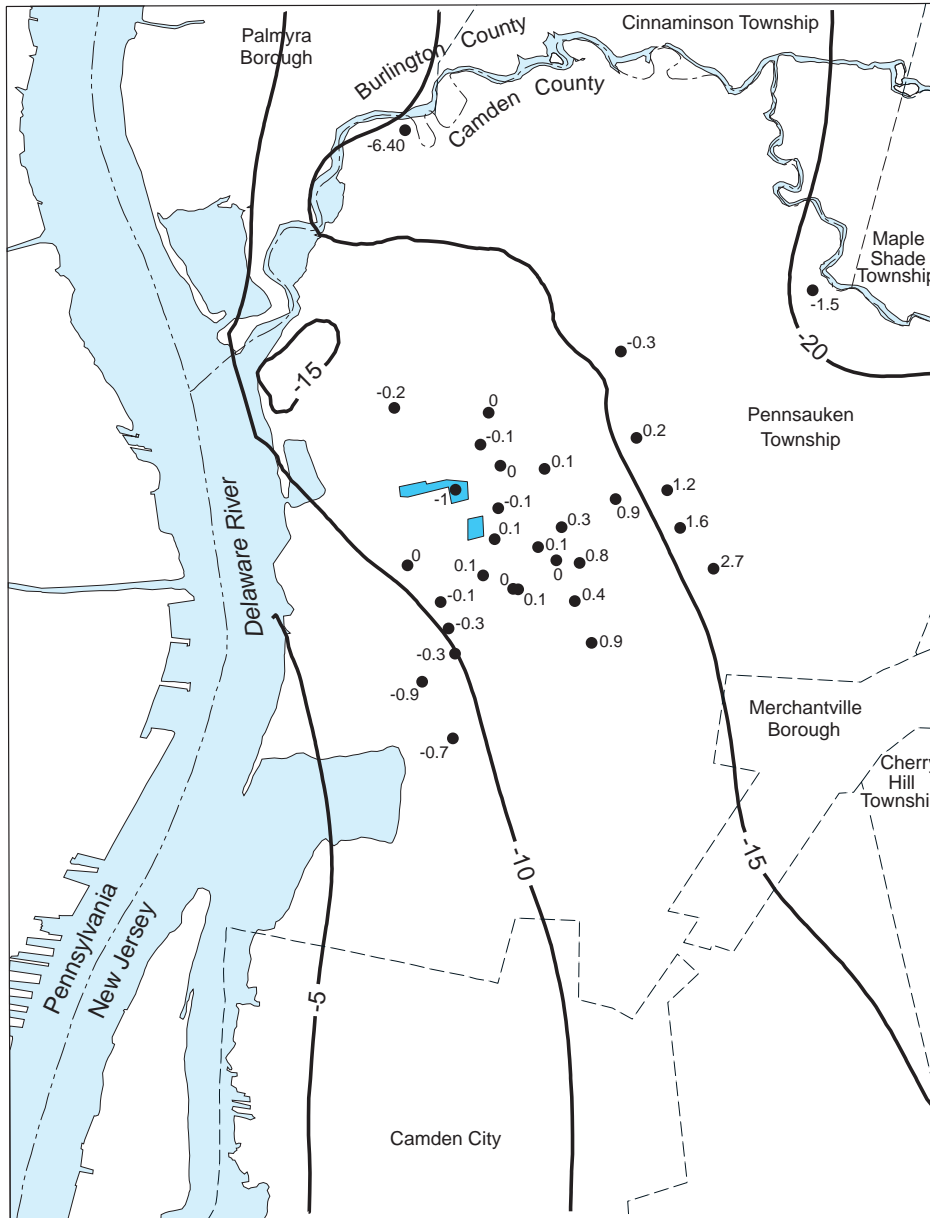 Cinnaminson Township
Palmyra
Borough
Burlington County
Camden County
-6.40
Maple
Shade
Township
-1.5
-20
-0.3
-15
-0.2
0
Pennsauken
Township
0.2
-0.1
0
0.1
-1
1.2
0.9
-0.1
0.3
1.6
0.1
0.1
0
0.8
2.7
0
0.1
0
0.1
0.4
-0.1
-0.3
0.9
-0.3
-0.9
Delaware River
-0.7
Merchantville
Borough
Cherry
Hill
Township
-15
-10
Pennsylvania
New Jersey
-5
Camden City